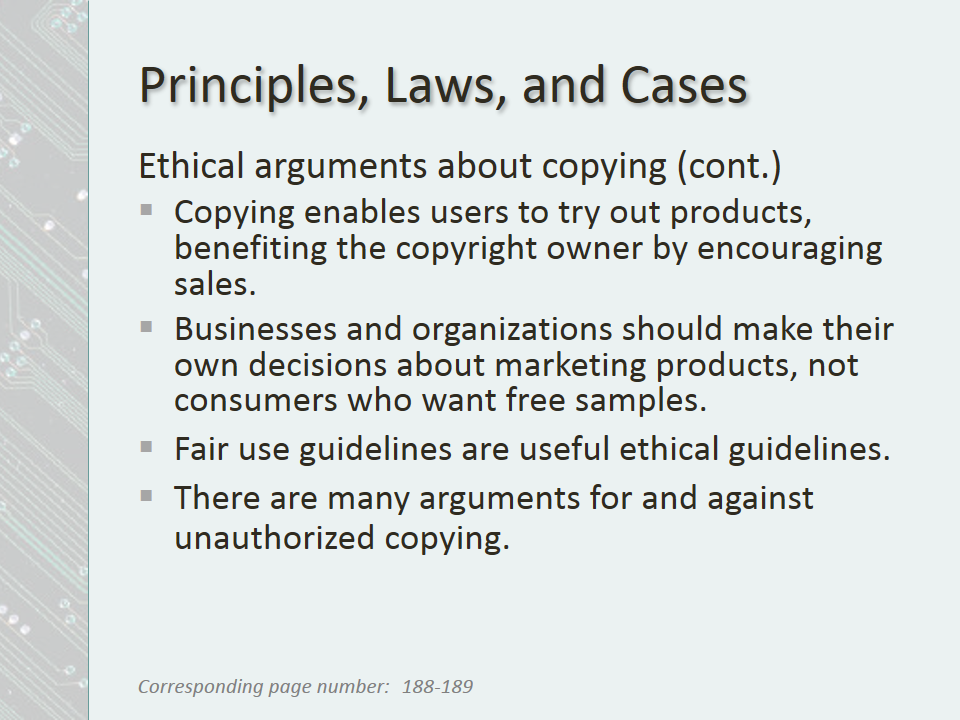 Principles, Laws, and Cases
Ethical arguments about copying (cont.)
▪ Copying enables users to try out products,
benefiting the copyright owner by encouraging
sales.
▪ Businesses and organizations should make their
own decisions about marketing products, not
consumers who want free samples.
▪ Fair use guidelines are useful ethical guidelines.
▪ There are many arguments for and against
unauthorized copying.
Corresponding page number: 188-189